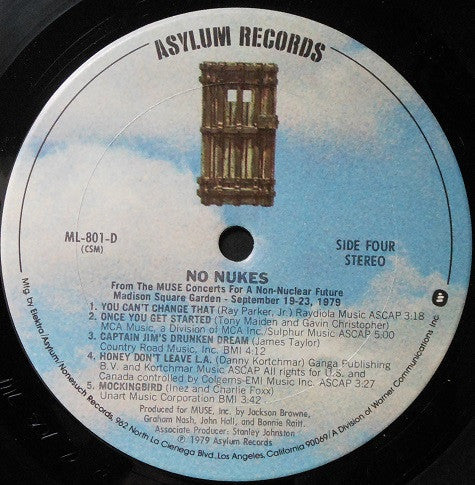 ASYLUM RECORDS
ML-801-D
(CSM)
SIDE FOUR
STEREO
NO NUKES
From The MUSE Concerts For A Non-Nuclear Future
Madison Square Garden - September 19-23, 1979
1. YOU CAN'T CHANGE THAT (Ray Parker, Jr.) Raydiola Music ASCAP 3:18
2. ONCE YOU GET STARTED (Tony Maiden and Gavin Christopher)
MCA Music, a Division of MCA Inc./Sulphur Music ASCAP 5:00
3. CAPTAIN JIM'S DRUNKEN DREAM (James Taylor)
Country Road Music, Inc. BMI 4:12
4. HONEY DON'T LEAVE L.A. (Danny Kortchmar) Ganga Publishing
B.V. and Kortchmar Music ASCAP All rights for U.S. and
Canada controlled by Colgems-EMI Music Inc. ASCAP 3:27
5. MOCKINGBIRD (Inez and Charlie Foxx)
Unart Music Corporation BMI 3:42
Produced for MUSE, Inc. by Jackson Browne,
Graham Nash, John Hall, and Bonnie Raitt.
Associate Producer: Stanley Johnston
℗ 1979 Asylum Records
Mfg. by Elektra/Asylum/Nonesuch Records, 962 North La Cienega Blvd., Los Angeles, California 90069/A Division of Warner Communications Inc.